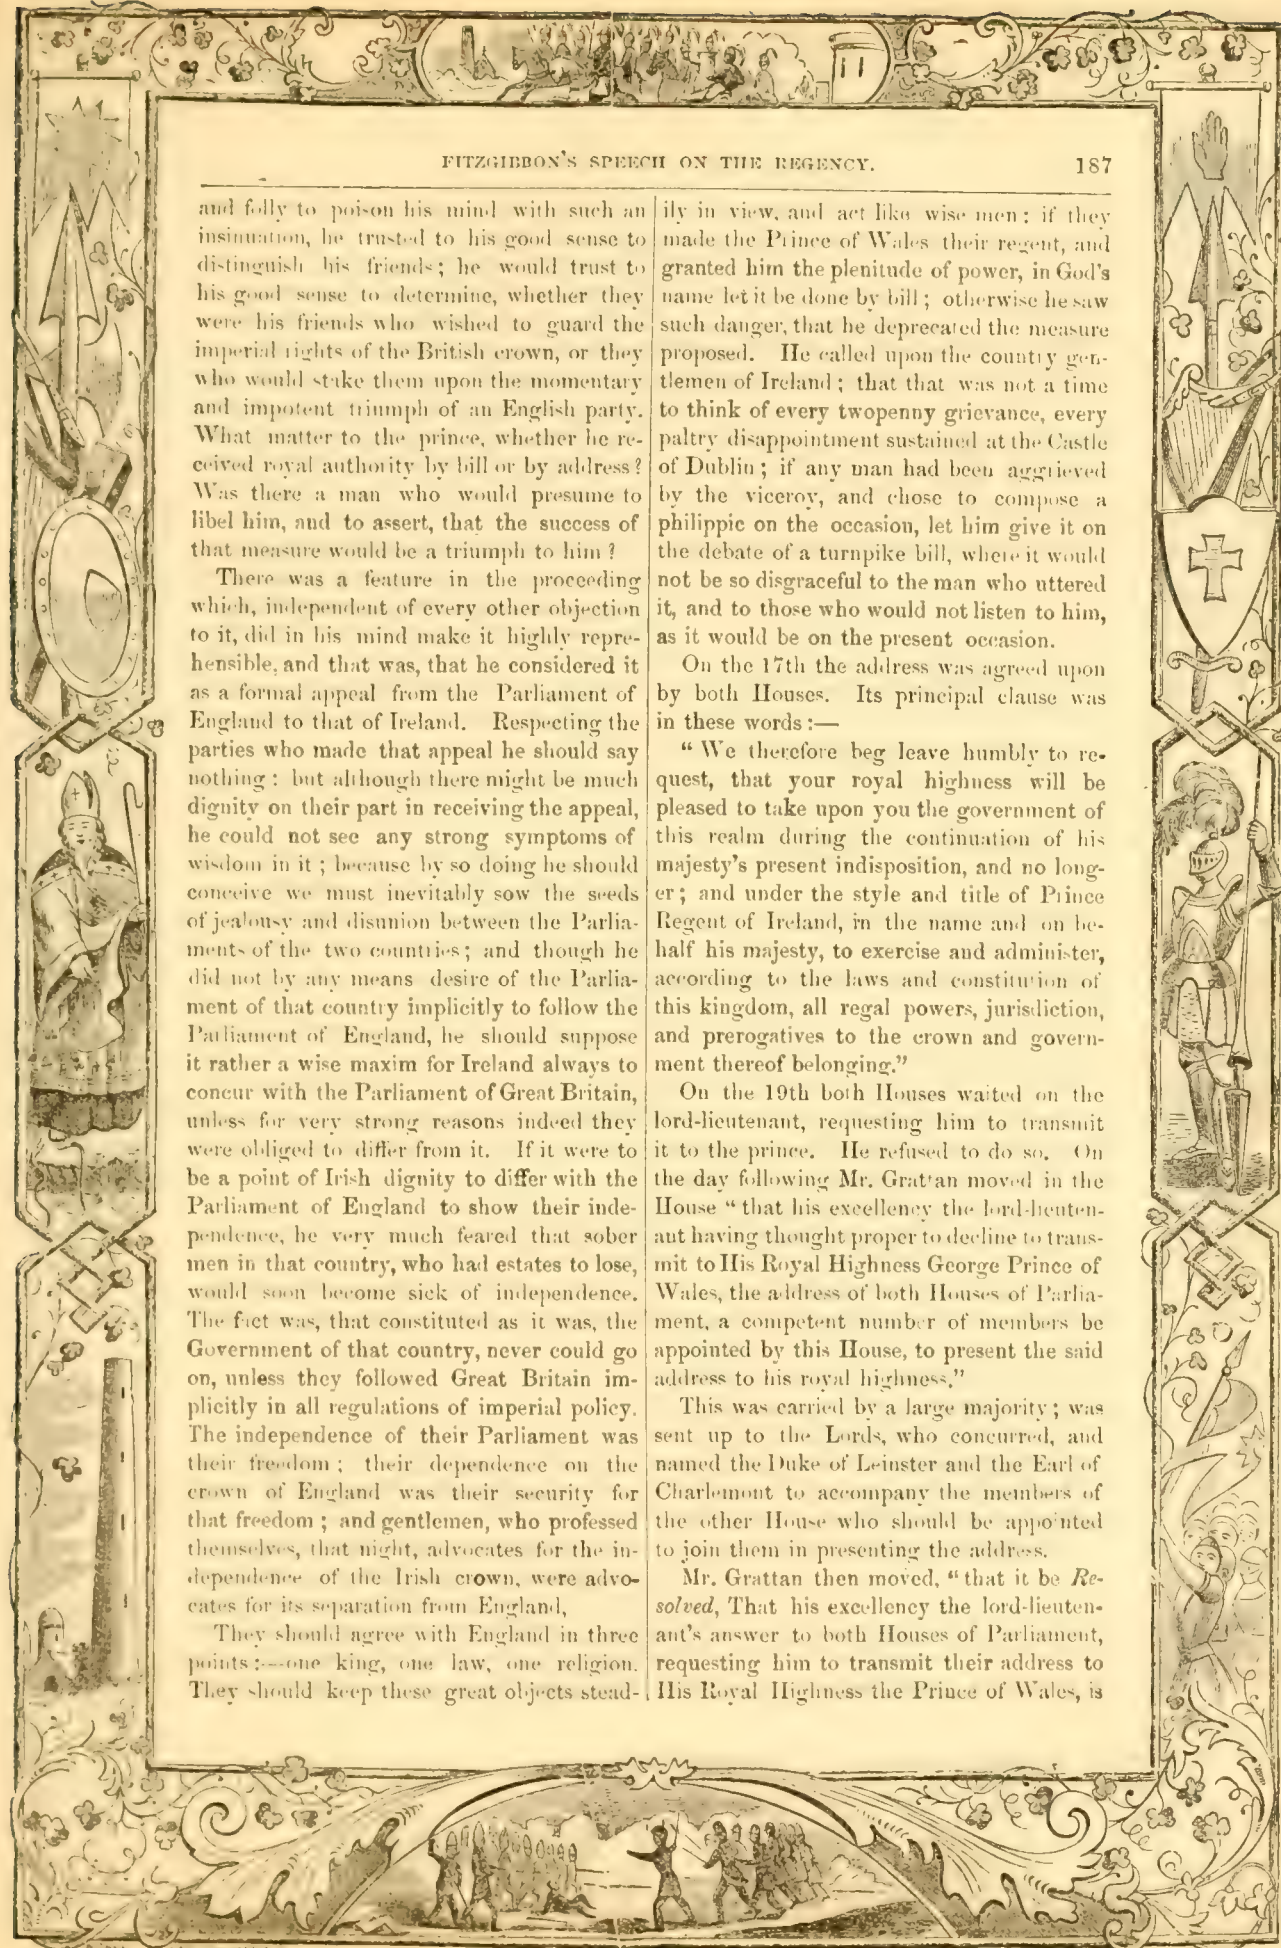 FITZGIBBON'S SPEECH ON THE REGENCY. 187
and folly to poison his mind with such an
insinuation, he trusted to his good sense to
distinguish his friends; he would trust to
his good sense to determine, whether they
were his friends who wished to guard the
imperial rights of the British crown, or they
who would stake them upon the momentary
and impotent triumph of an English party.
What matter to the prince, whether he re-
ceived royal authority by bill or by address?
Was there a man who would presume to
libel him, and to assert, that the success of
that measure would be a triumph to him?
There was a feature in the proceeding
which, independent of every other objection
to it, did in his mind make it highly repre-
hensible, and that was, that he considered it
as a formal appeal from the Parliament of
England to that of Ireland. Respecting the
parties who made that appeal he should say
nothing: but although there might be much
dignity on their part in receiving the appeal,
he could not see any strong symptoms of
wisdom in it; because by so doing he should
conceive we must inevitably sow the seeds
of jealousy and disunion between the Parlia-
ments of the two countries; and though he
did not by any means desire of the Parlia-
ment of that country implicitly to follow the
Parliament of England, he should suppose
it rather a wise maxim for Ireland always to
concur with the Parliament of Great Britain,
unless for very strong reasons indeed they
were obliged to differ from it. If it were to
be a point of Irish dignity to differ with the
Parliament of England to show their inde-
pendence, he very much feared that sober
men in that country, who had estates to lose,
would soon become sick of independence.
The fact was, that constituted as it was, the
Government of that country, never could go
on, unless they followed Great Britain im-
plicitly in all regulations of imperial policy.
The independence of their Parliament was
their freedom; their dependence on the
crown of England was their security for
that freedom; and gentlemen, who professed
themselves, that night, advocates for the in-
dependence of the Irish crown, were advo-
cates for its separation from England,
They should agree with England in three
points:—one king, one law, one religion.
They should keep these great objects stead-
ily in view, and act like wise men; if they
made the Prince of Wales their regent, and
granted him the plenitude of power, in God's
name let it be done by bill; otherwise he saw
such danger, that he deprecated the measure
proposed. He called upon the country gen-
tlemen of Ireland; that that was not a time
to think of every twopenny grievance, every
paltry disappointment sustained at the Castle
of Dublin; if any man had been aggrieved
by the viceroy, and chose to compose a
philippic on the occasion, let him give it on
the debate of a turnpike bill, where it would
not be so disgraceful to the man who uttered
it, and to those who would not listen to him,
as it would be on the present occasion.
On the 17th the address was agreed upon
by both Houses. Its principal clause was
in these words:—
"We therefore beg leave humbly to re-
quest, that your royal highness will be
pleased to take upon you the government of
this realm during the continuation of his
majesty's present indisposition, and no long-
er; and under the style and title of Prince
Regent of Ireland, in the name and on be-
half his majesty, to exercise and administer,
according to the laws and constitution of
this kingdom, all regal powers, jurisdiction,
and prerogatives to the crown and govern-
ment thereof belonging."
On the 19th both Houses waited on the
lord-lieutenant, requesting him to transmit
it to the prince. He refused to do so. On
the day following Mr. Grattan moved in the
House "that his excellency the lord-lieuten-
ant having thought proper to decline to trans-
mit to His Royal Highness George Prince of
Wales, the address of both Houses of Parlia-
ment, a competent number of members be
appointed by this House, to present the said
address to his royal highness."
This was carried by a large majority; was
sent up to the Lords, who concurred, and
named the Duke of Leinster and the Earl of
Charlemont to accompany the members of
the other House who should be appointed
to join them in presenting the address.
Mr. Grattan then moved, "that it be Re-
solved, That his excellency the lord-lieuten-
ant's answer to both Houses of Parliament,
requesting him to transmit their address to
His Royal Highness the Prince of Wales, is